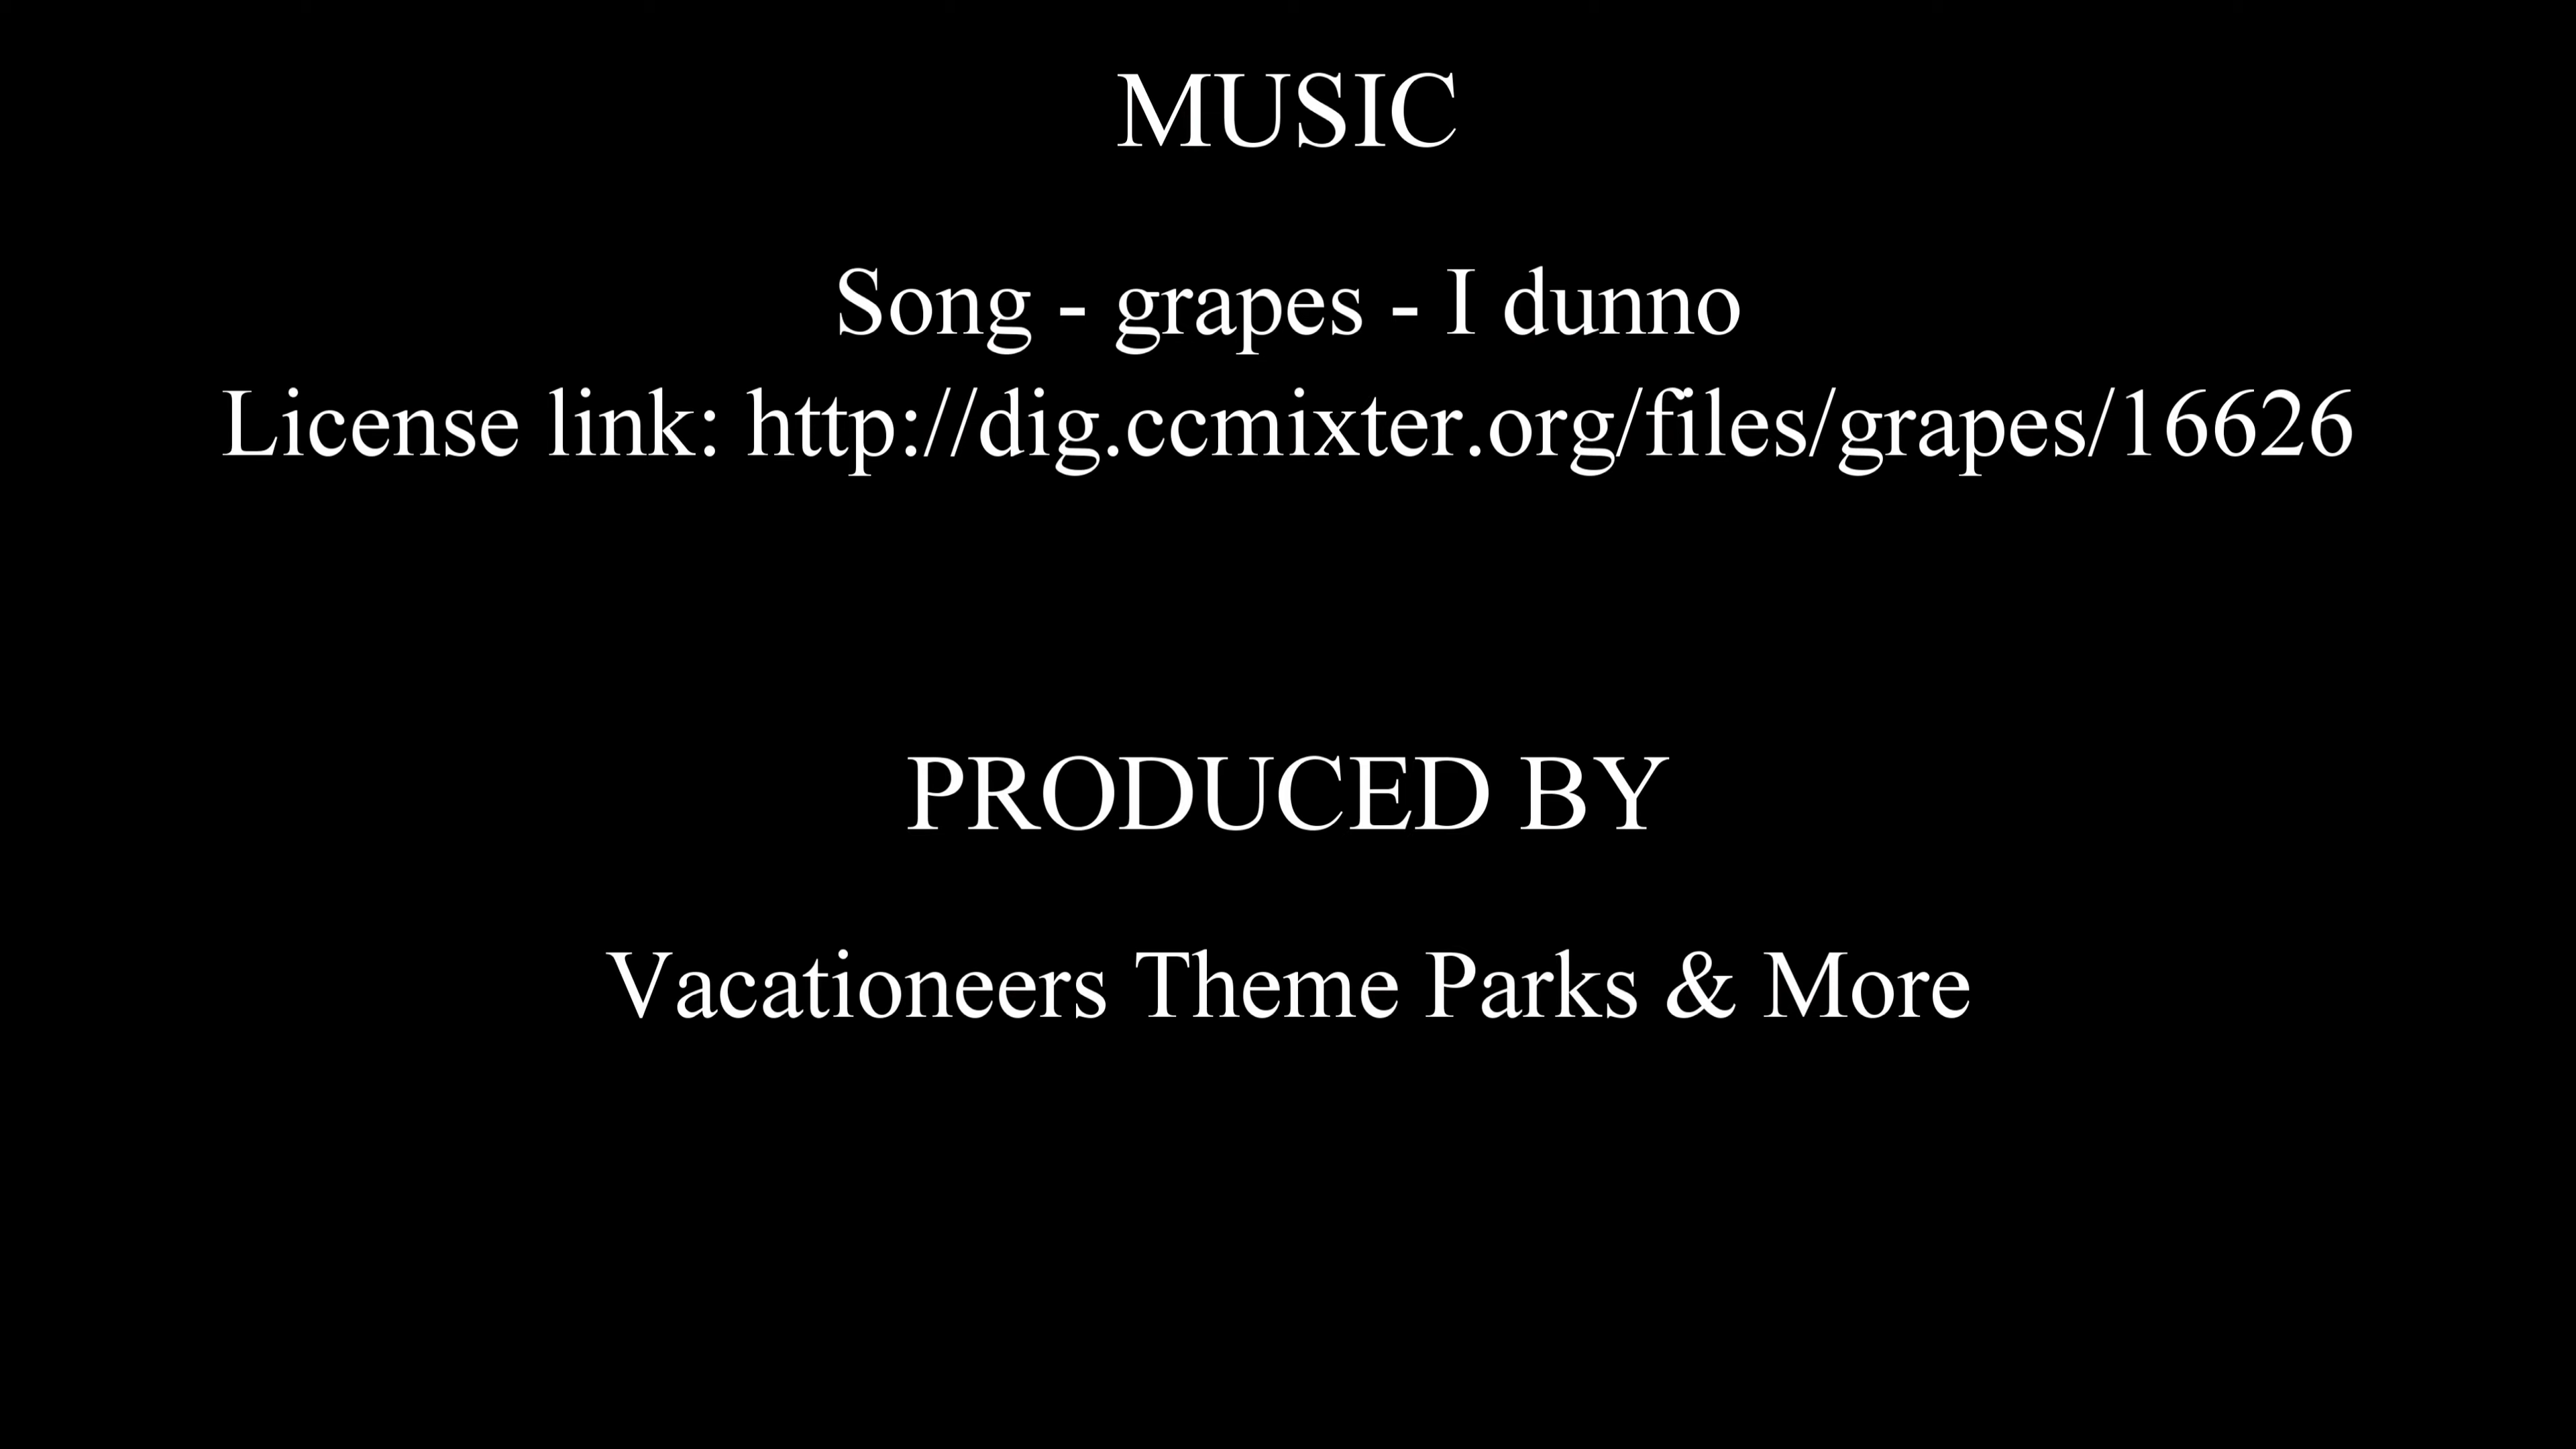 MUSIC
Song - grapes - I dunno
License link: http://dig.ccmixter.org/files/grapes/16626
PRODUCED BY
Vacationeers Theme Parks & More